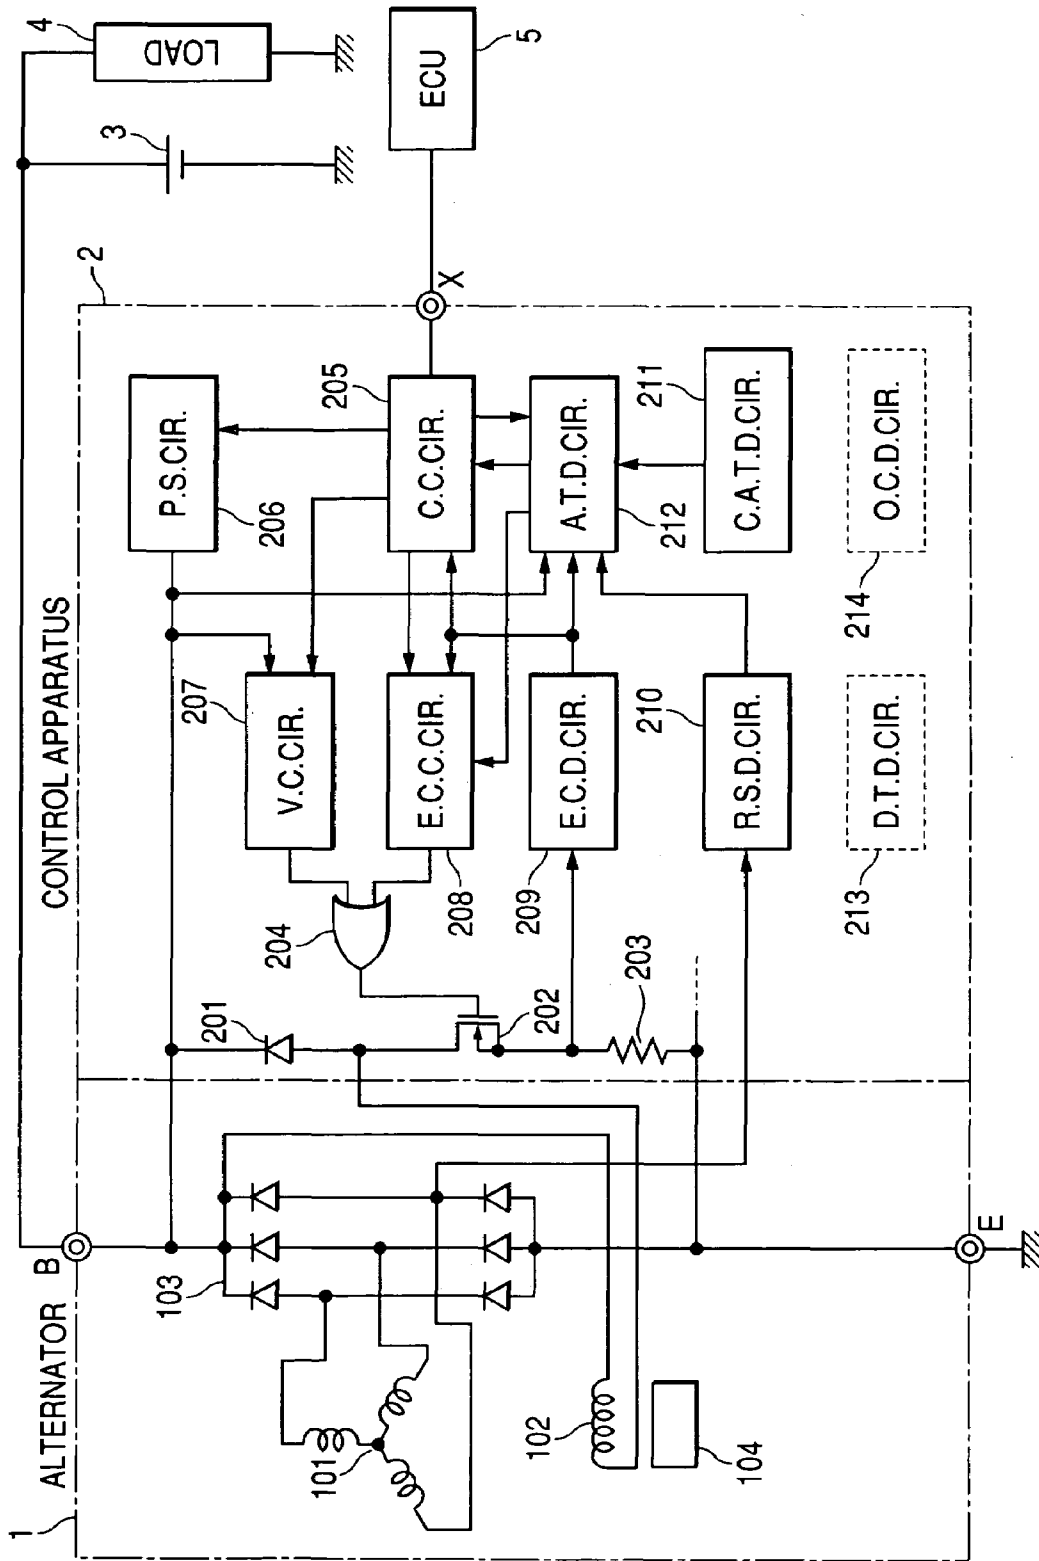 1
ALTERNATOR
B
CONTROL APPARATUS
2
3
4
LOAD
103
201
207
V.C.CIR.
P.S.CIR.
206
205
C.C.CIR.
X
ECU
5
101
204
202
E.C.C.CIR.
208
209
E.C.D.CIR.
A.T.D.CIR.
212
102
104
203
210
R.S.D.CIR.
211
C.A.T.D.CIR.
213
D.T.D.CIR.
214
O.C.D.CIR.
E